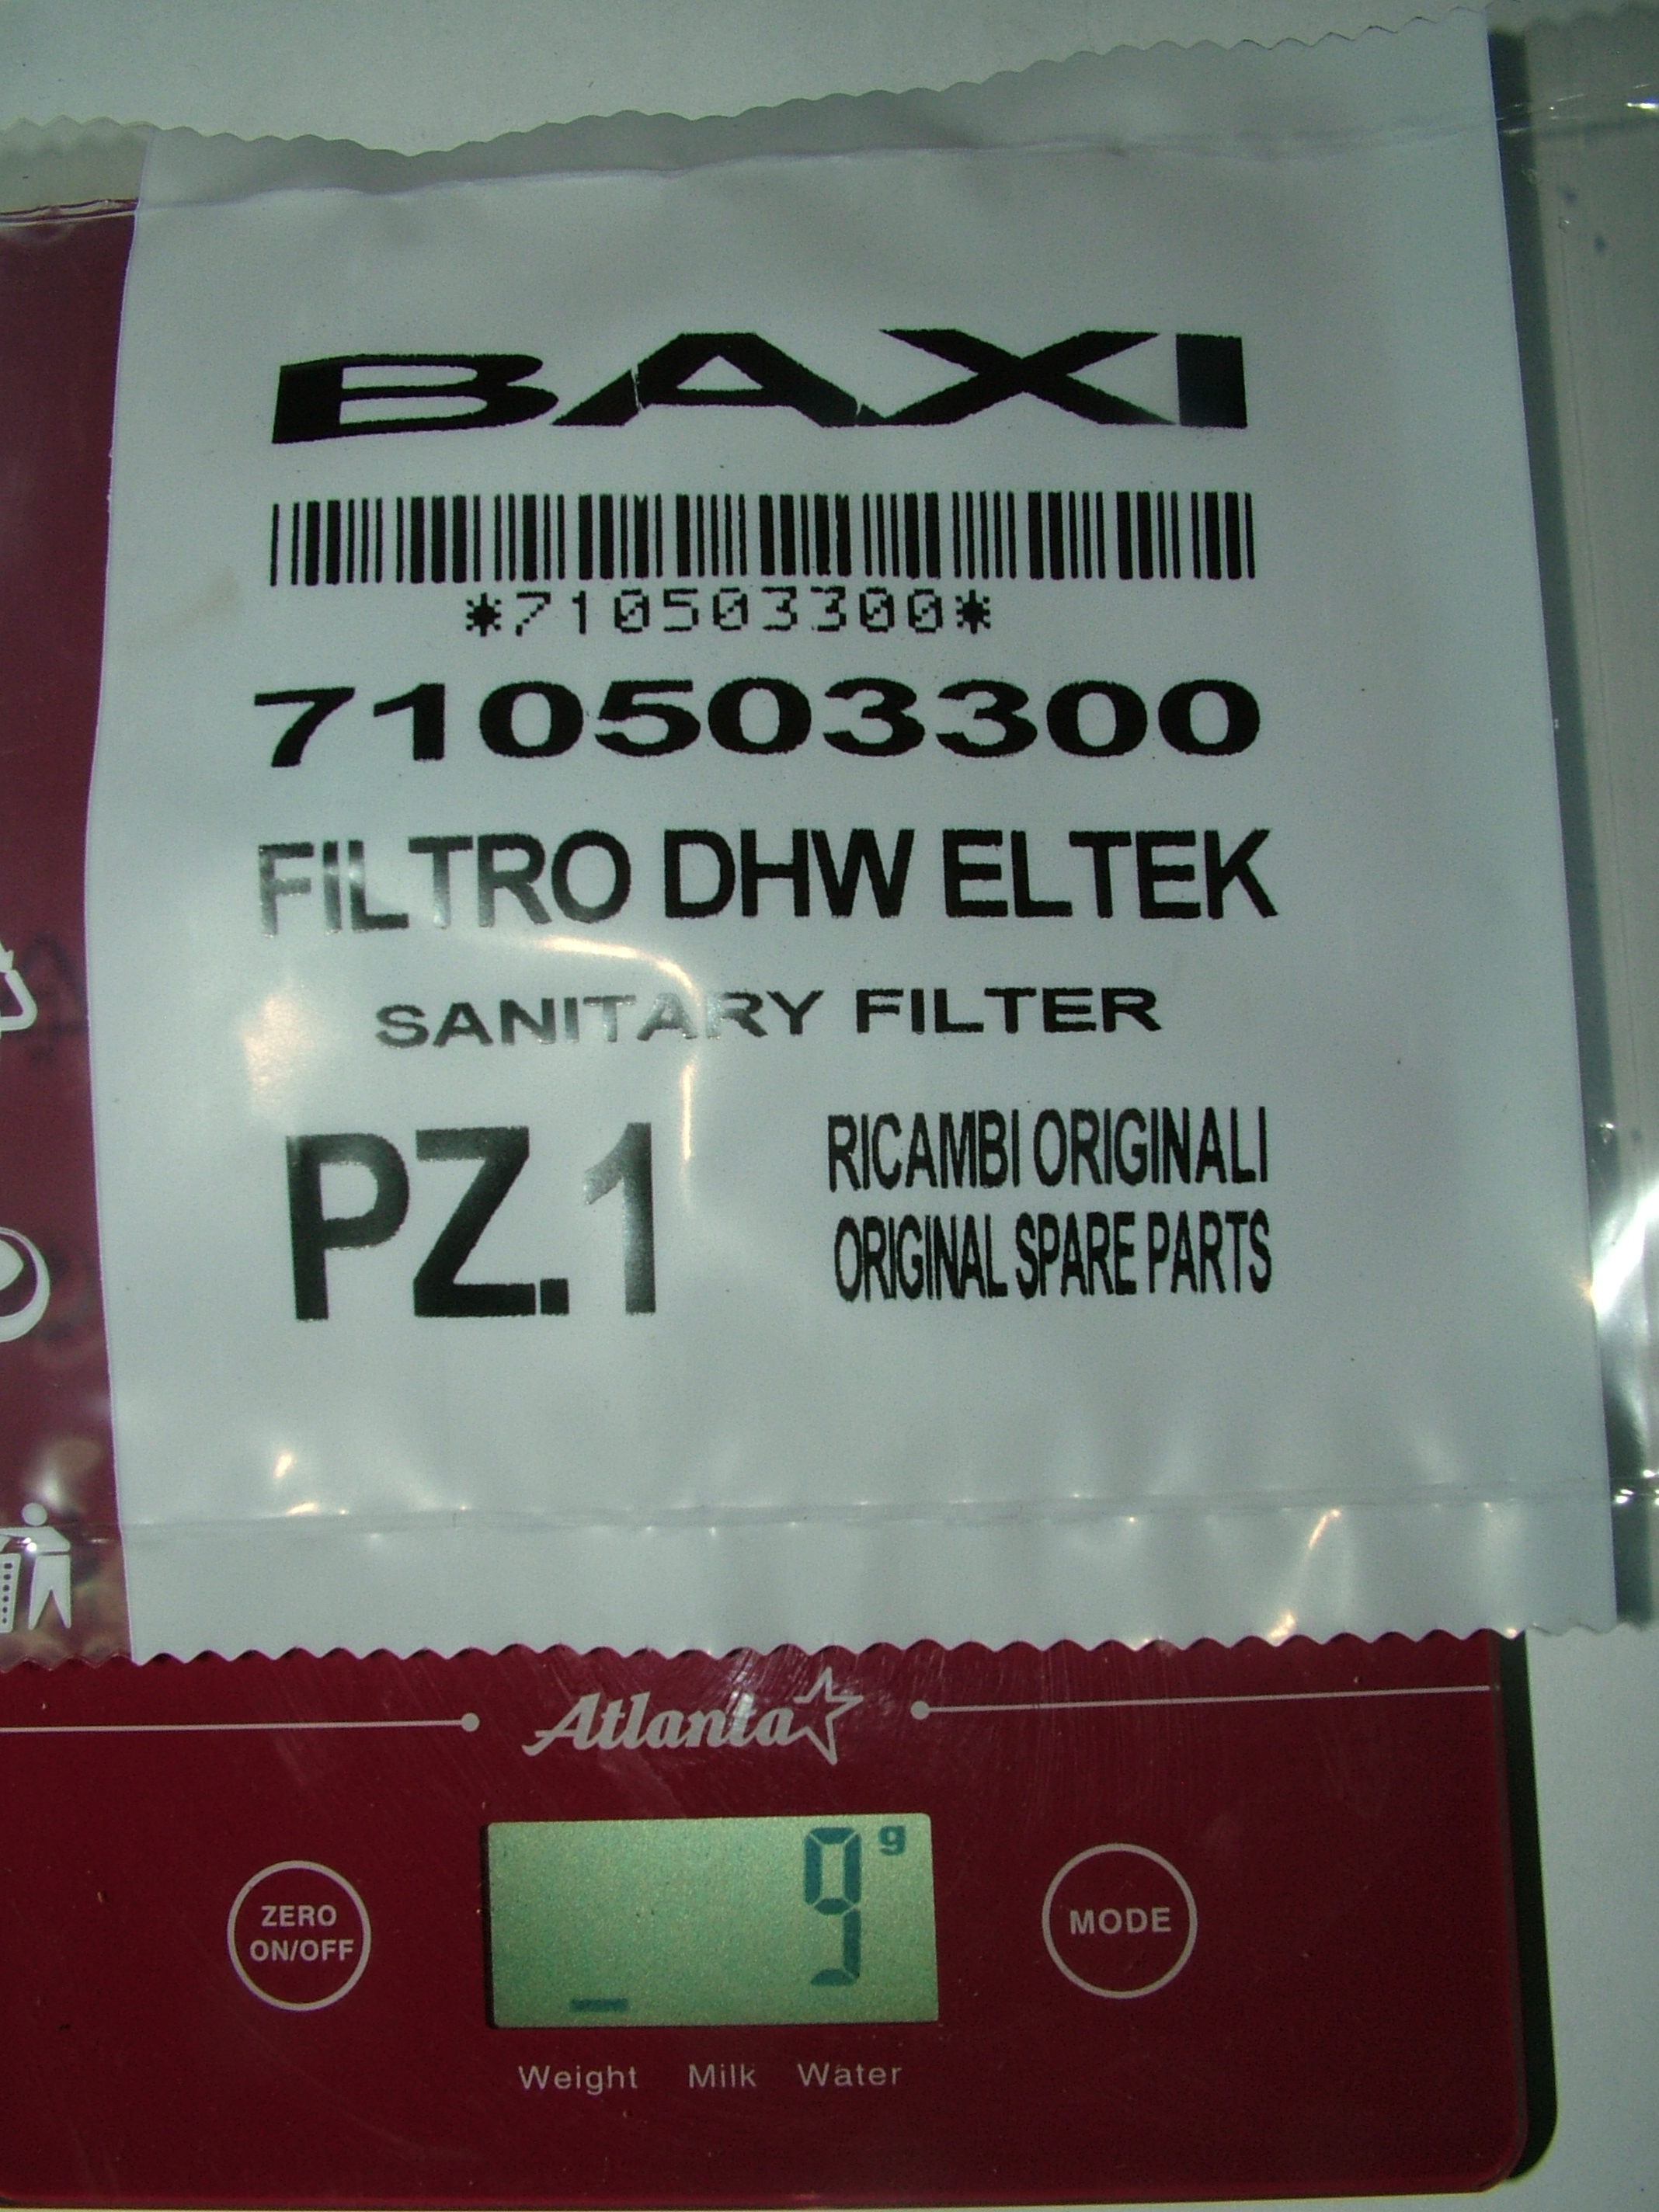 BAXI
*710503300*
710503300
FILTRO DHW ELTEK
SANITARY FILTER
PZ.1
RICAMBI ORIGINALI
ORIGINAL SPARE PARTS
Atlanta
9 g
ZERO
ON/OFF
MODE
Weight Milk Water